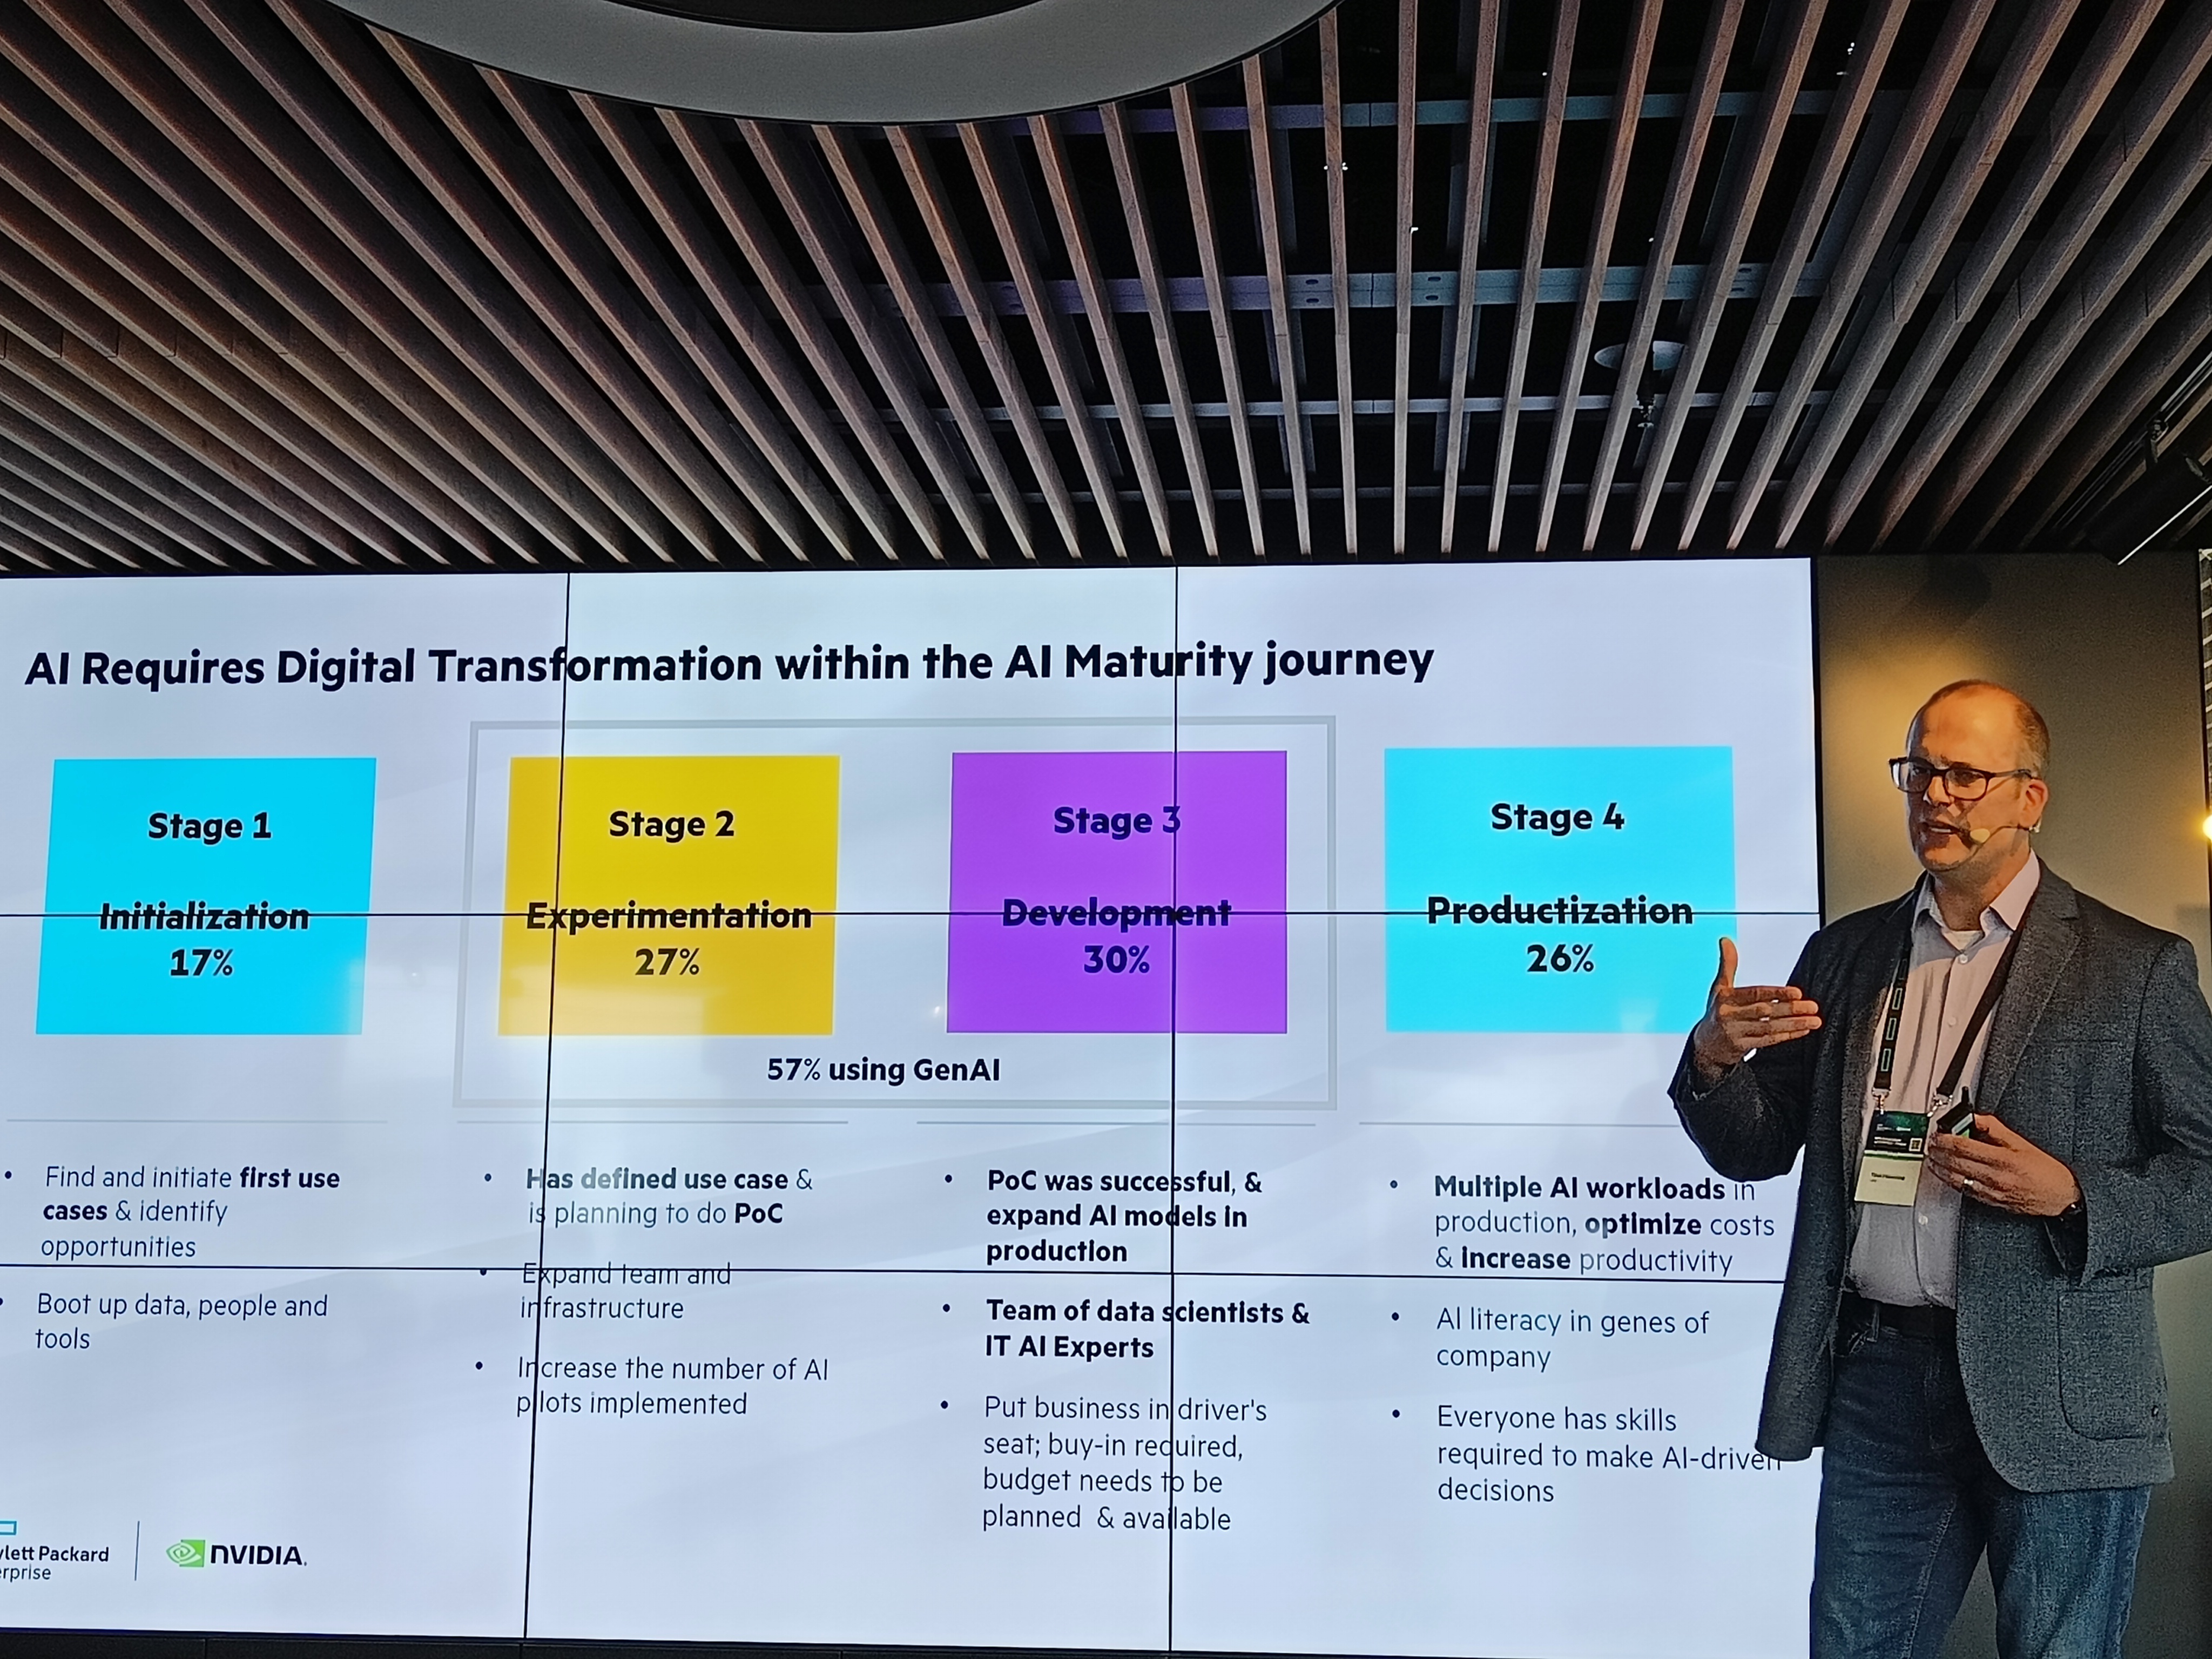 AI Requires Digital Transformation within the AI Maturity journey
Stage 1
Initialization
17%
Stage 2
Experimentation
27%
Stage 3
Development
30%
Stage 4
Productization
26%
57% using GenAI
• Find and initiate first use
cases & identify
opportunities
• Boot up data, people and
tools
• Has defined use case &
is planning to do PoC
• Expand team and
infrastructure
• Increase the number of AI
pilots implemented
• PoC was successful, &
expand AI models in
production
• Team of data scientists &
IT AI Experts
• Put business in driver's
seat; buy-in required,
budget needs to be
planned & available
• Multiple AI workloads in
production, optimize costs
& increase productivity
• AI literacy in genes of
company
• Everyone has skills
required to make AI-driven
decisions
lett Packard
rprise
NVIDIA.